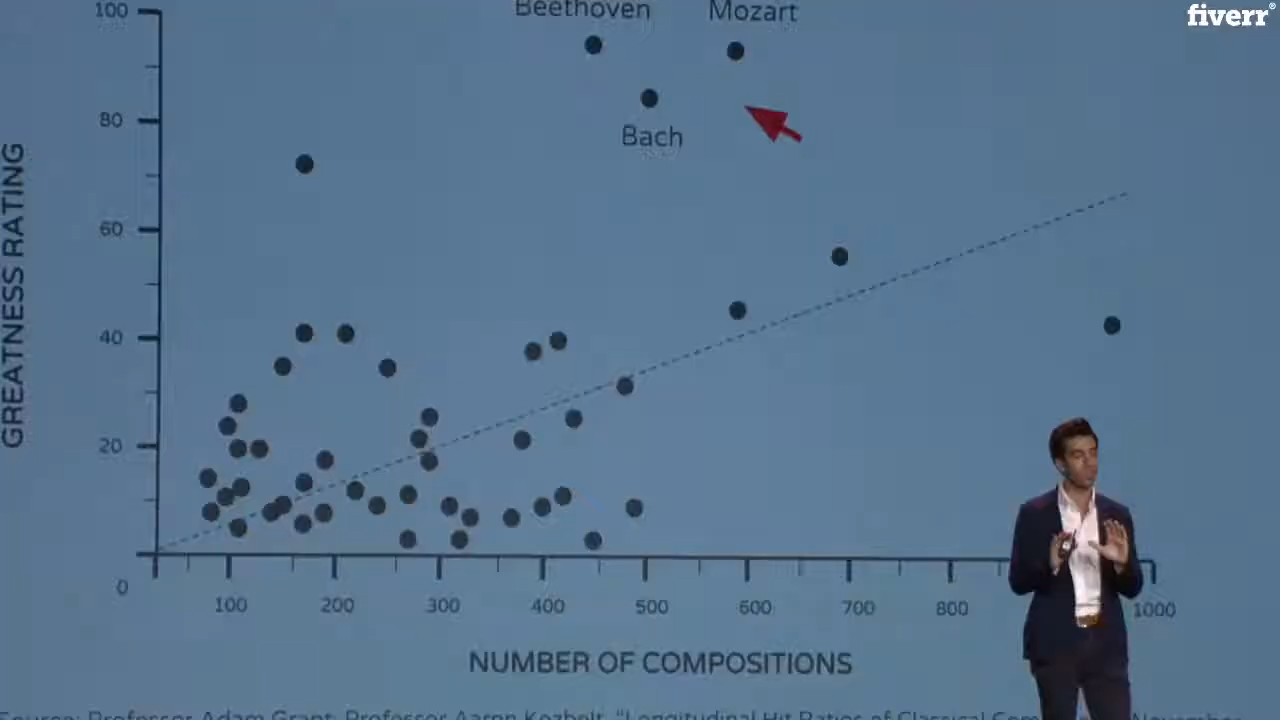 fiverr®
Beethoven Mozart
Bach
GREATNESS RATING
100
80
60
40
20
0
100 200 300 400 500 600 700 800 1000
NUMBER OF COMPOSITIONS
Source: Professor Adam Grant, Professor Aaron Kozbelt, "Longitudinal Hit Ratios of Classical